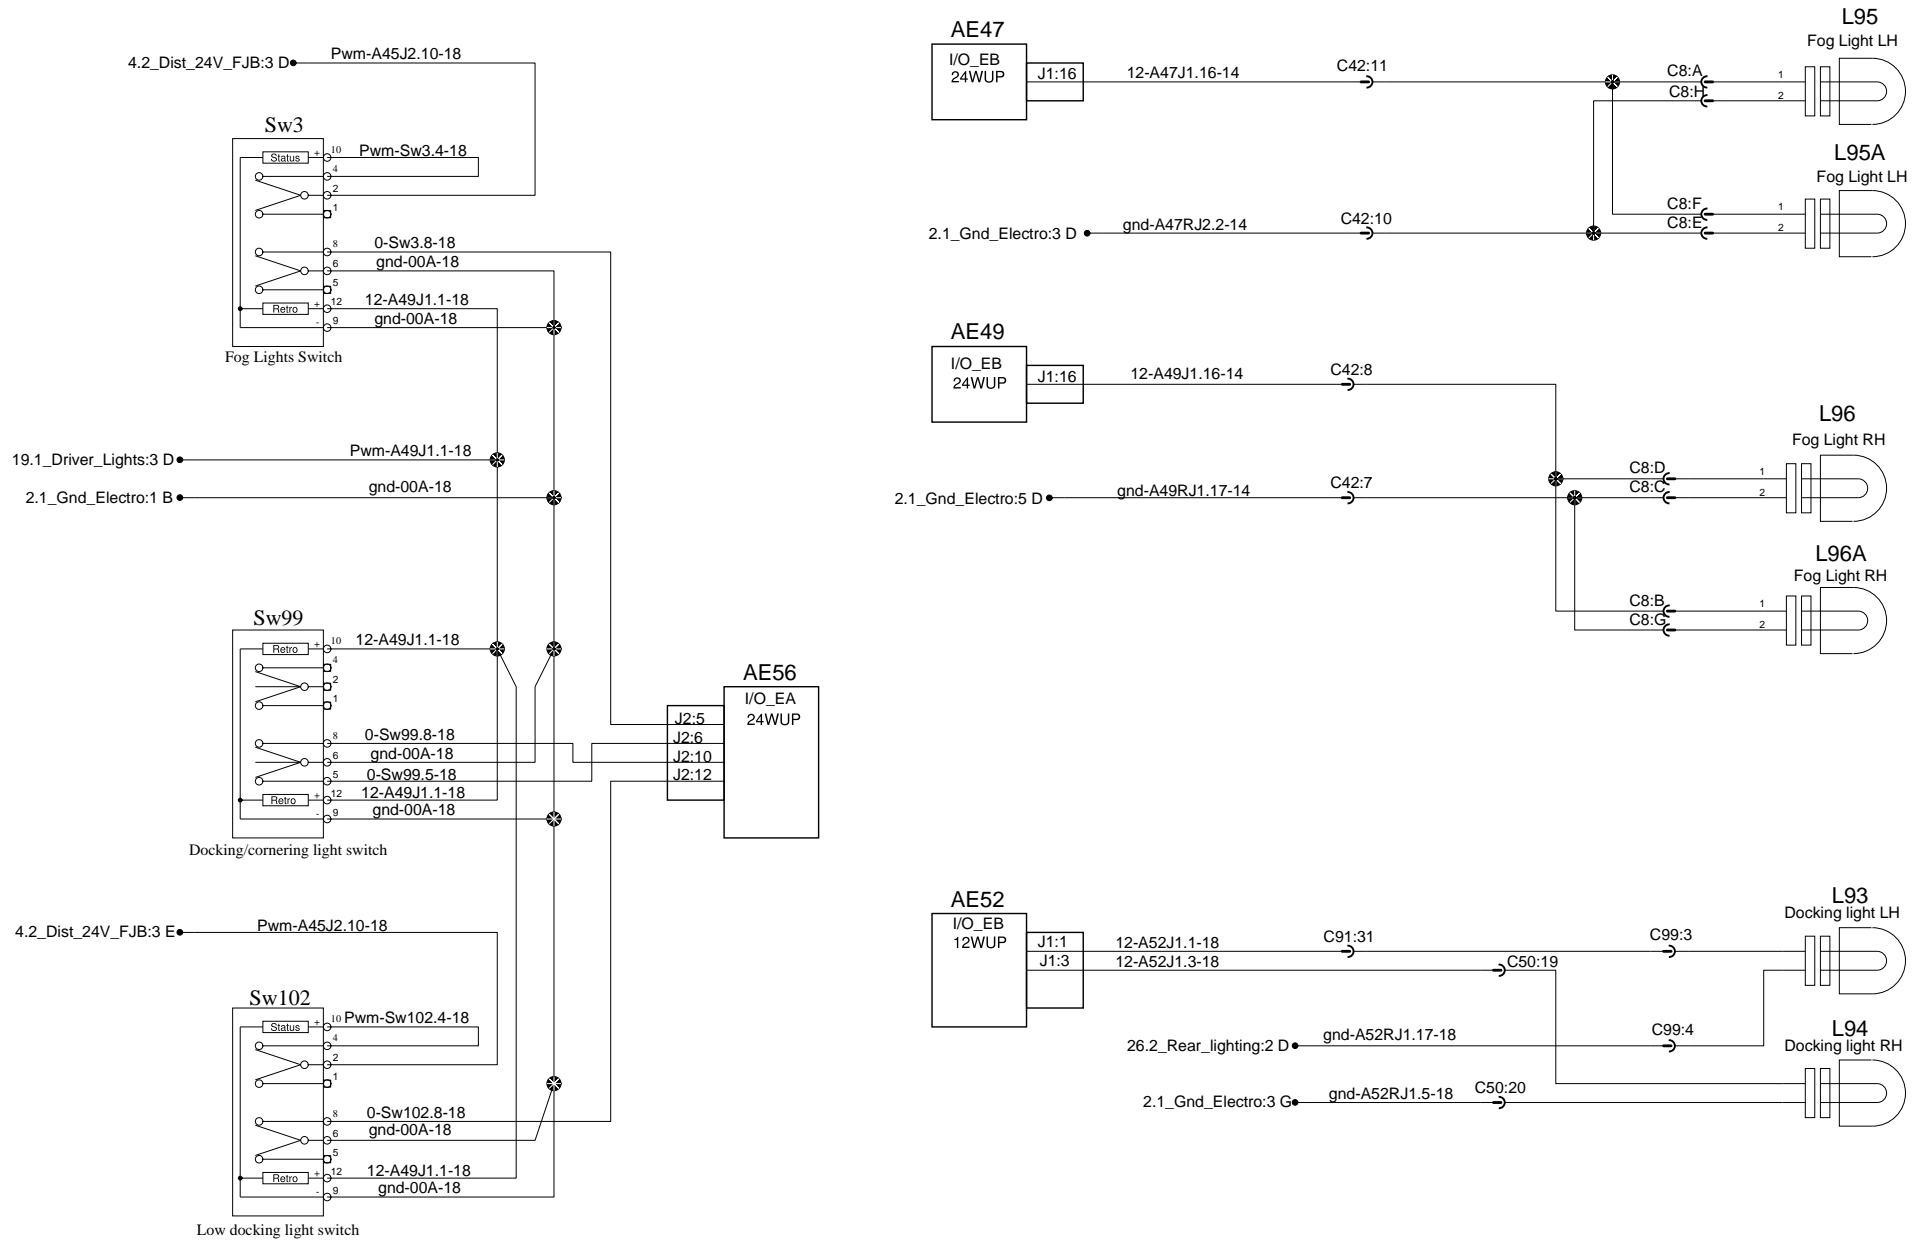 4.2_Dist_24V_FJB:3 D
Pwm-A45J2.10-18
Sw3
Status
+
10
Pwm-Sw3.4-18
4
2
1
8
0-Sw3.8-18
6
gnd-00A-18
5
Retro
+
12
12-A49J1.1-18
-
9
gnd-00A-18
Fog Lights Switch
19.1_Driver_Lights:3 D
Pwm-A49J1.1-18
2.1_Gnd_Electro:1 B
gnd-00A-18
Sw99
Retro
+
10
12-A49J1.1-18
4
2
1
8
0-Sw99.8-18
6
gnd-00A-18
5
0-Sw99.5-18
Retro
+
12
12-A49J1.1-18
-
9
gnd-00A-18
Docking/cornering light switch
AE56
I/O_EA
24WUP
J2:5
J2:6
J2:10
J2:12
4.2_Dist_24V_FJB:3 E
Pwm-A45J2.10-18
Sw102
Status
+
10
Pwm-Sw102.4-18
4
2
1
8
0-Sw102.8-18
6
gnd-00A-18
5
Retro
+
12
12-A49J1.1-18
-
9
gnd-00A-18
Low docking light switch
AE47
I/O_EB
24WUP
J1:16
12-A47J1.16-14
C42:11
C8:A
C8:H
1
2
L95
Fog Light LH
2.1_Gnd_Electro:3 D
gnd-A47RJ2.2-14
C42:10
C8:F
C8:E
1
2
L95A
Fog Light LH
AE49
I/O_EB
24WUP
J1:16
12-A49J1.16-14
C42:8
2.1_Gnd_Electro:5 D
gnd-A49RJ1.17-14
C42:7
C8:D
C8:C
1
2
L96
Fog Light RH
C8:B
C8:G
1
2
L96A
Fog Light RH
AE52
I/O_EB
12WUP
J1:1
J1:3
12-A52J1.1-18
12-A52J1.3-18
C91:31
C50:19
C99:3
L93
Docking light LH
26.2_Rear_lighting:2 D
gnd-A52RJ1.17-18
C99:4
2.1_Gnd_Electro:3 G
gnd-A52RJ1.5-18
C50:20
L94
Docking light RH